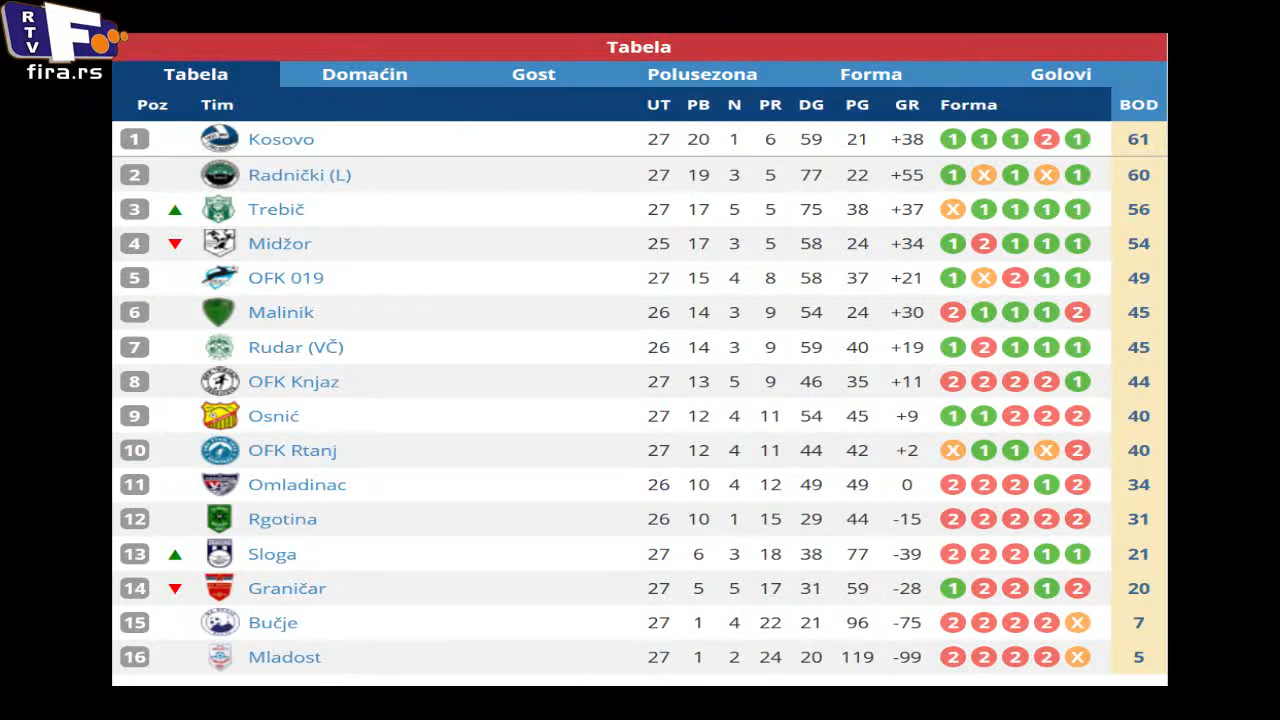 RTV F
fira.rs
Tabela
Tabela Domaćin Gost Polusezona Forma Golovi
Poz Tim UT PB N PR DG PG GR Forma BOD
1 Kosovo 27 20 1 6 59 21 +38 1 1 1 2 1 61
2 Radnički (L) 27 19 3 5 77 22 +55 1 X 1 X 1 60
3 Trebič 27 17 5 5 75 38 +37 X 1 1 1 1 56
4 Midžor 25 17 3 5 58 24 +34 1 2 1 1 1 54
5 OFK 019 27 15 4 8 58 37 +21 1 X 2 1 1 49
6 Malinik 26 14 3 9 54 24 +30 2 1 1 1 2 45
7 Rudar (VČ) 26 14 3 9 59 40 +19 1 2 1 1 1 45
8 OFK Knjaz 27 13 5 9 46 35 +11 2 2 2 2 1 44
9 Osnić 27 12 4 11 54 45 +9 1 1 2 2 2 40
10 OFK Rtanj 27 12 4 11 44 42 +2 X 1 1 X 2 40
11 Omladinac 26 10 4 12 49 49 0 2 2 2 1 2 34
12 Rgotina 26 10 1 15 29 44 -15 2 2 2 2 2 31
13 Sloga 27 6 3 18 38 77 -39 2 2 2 1 1 21
14 Graničar 27 5 5 17 31 59 -28 1 2 2 1 2 20
15 Bučje 27 1 4 22 21 96 -75 2 2 2 2 X 7
16 Mladost 27 1 2 24 20 119 -99 2 2 2 2 X 5